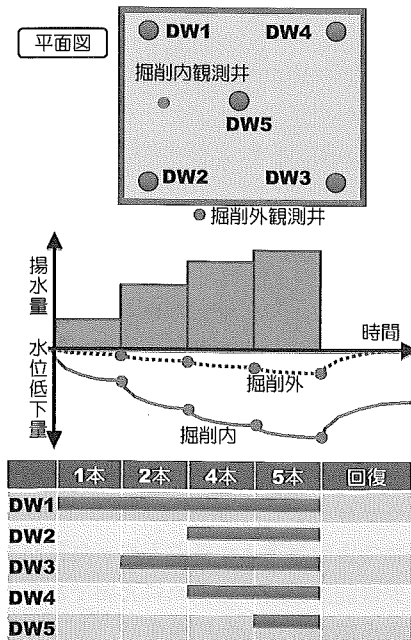 平面図
DW1 DW4
掘削内観測井
DW5
DW2 DW3
掘削外観測井
揚水量
時間
水位低下量
掘削外
掘削内
1本 2本 4本 5本 回復
DW1
DW2
DW3
DW4
DW5